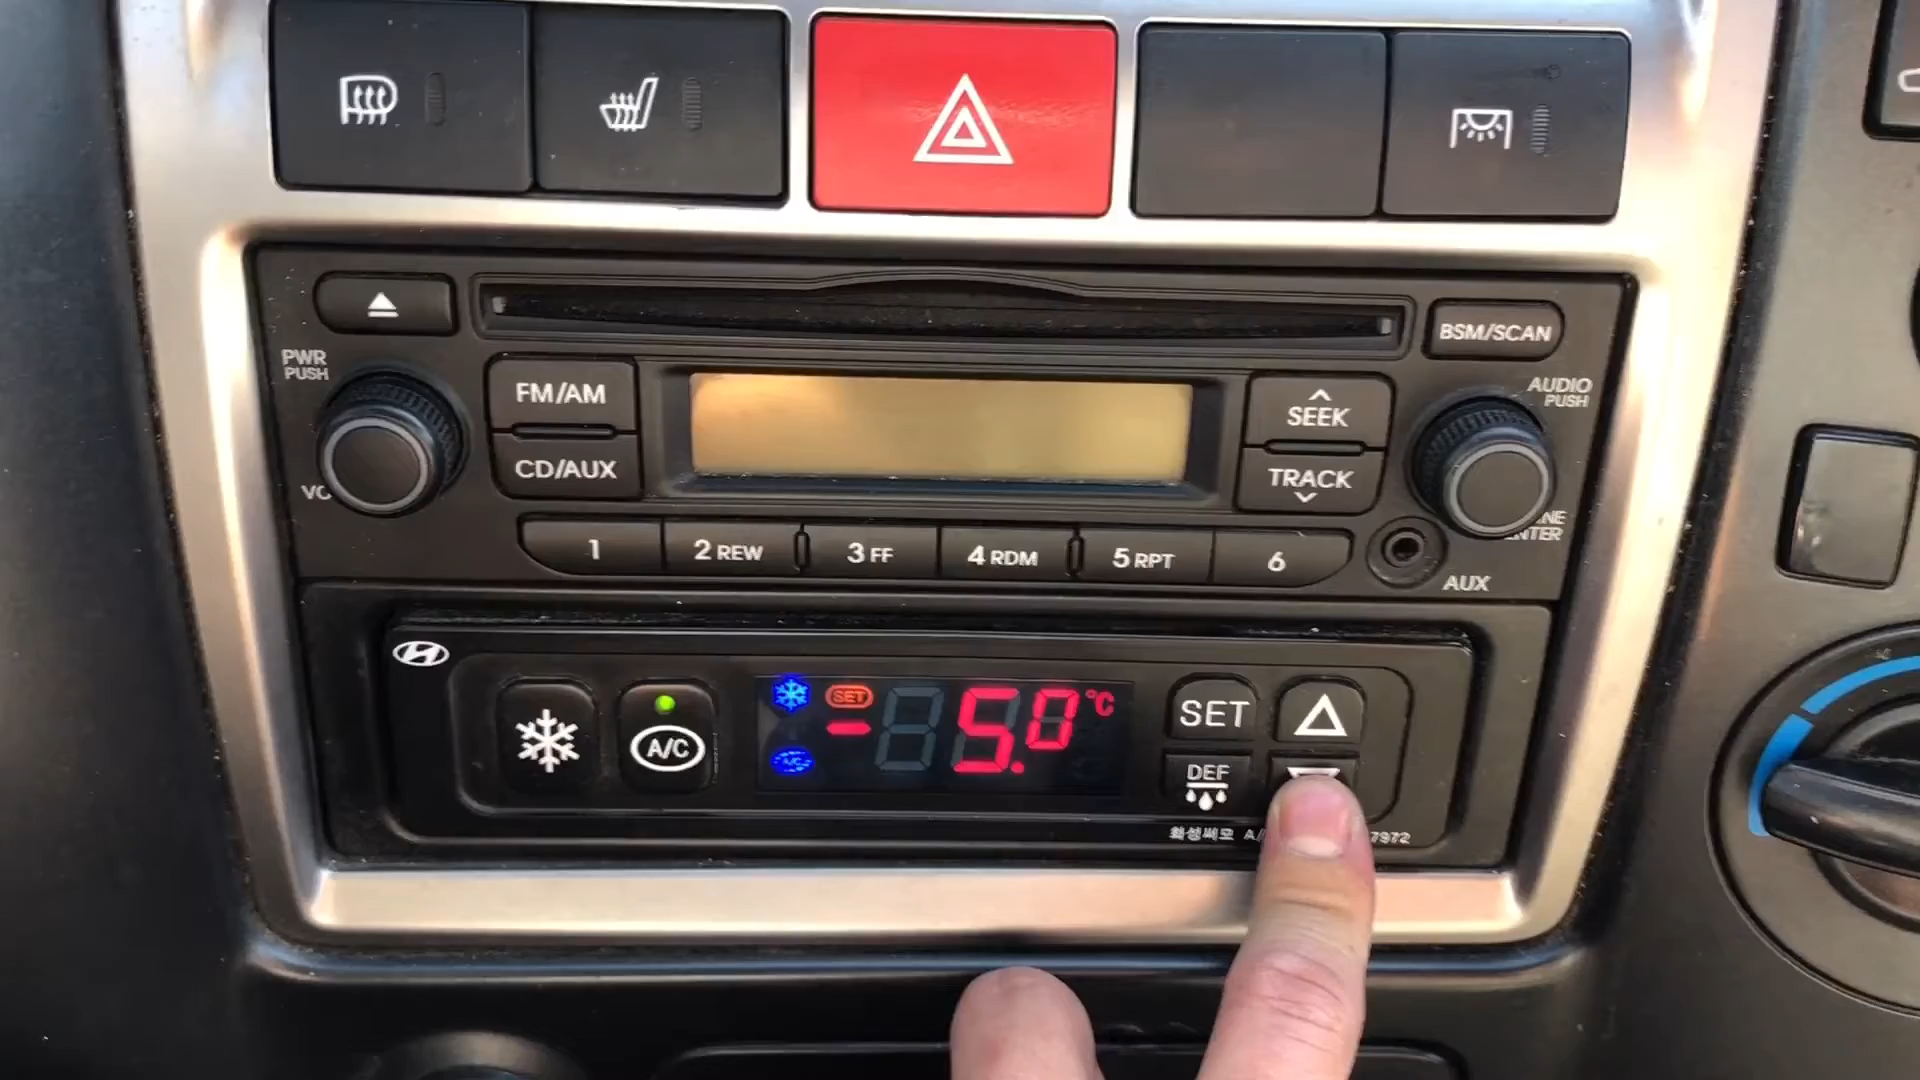 BSM/SCAN
PWR
PUSH
FM/AM
SEEK
AUDIO
PUSH
CD/AUX
TRACK
1
2 REW
3 FF
4 RDM
5 RPT
6
AUX
A/C
SET
A/C
- 5.0 °C
SET
DEF
화성써모
7972